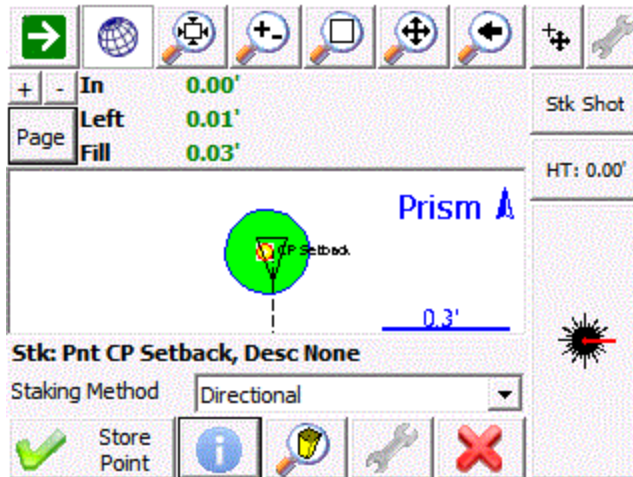 + - In 0.00'
Stk Shot
Page
Left 0.01'
Fill 0.03'
HT: 0.00'
Prism
CP Setback
0.3'
Stk: Pnt CP Setback, Desc None
Staking Method Directional
Store
Point